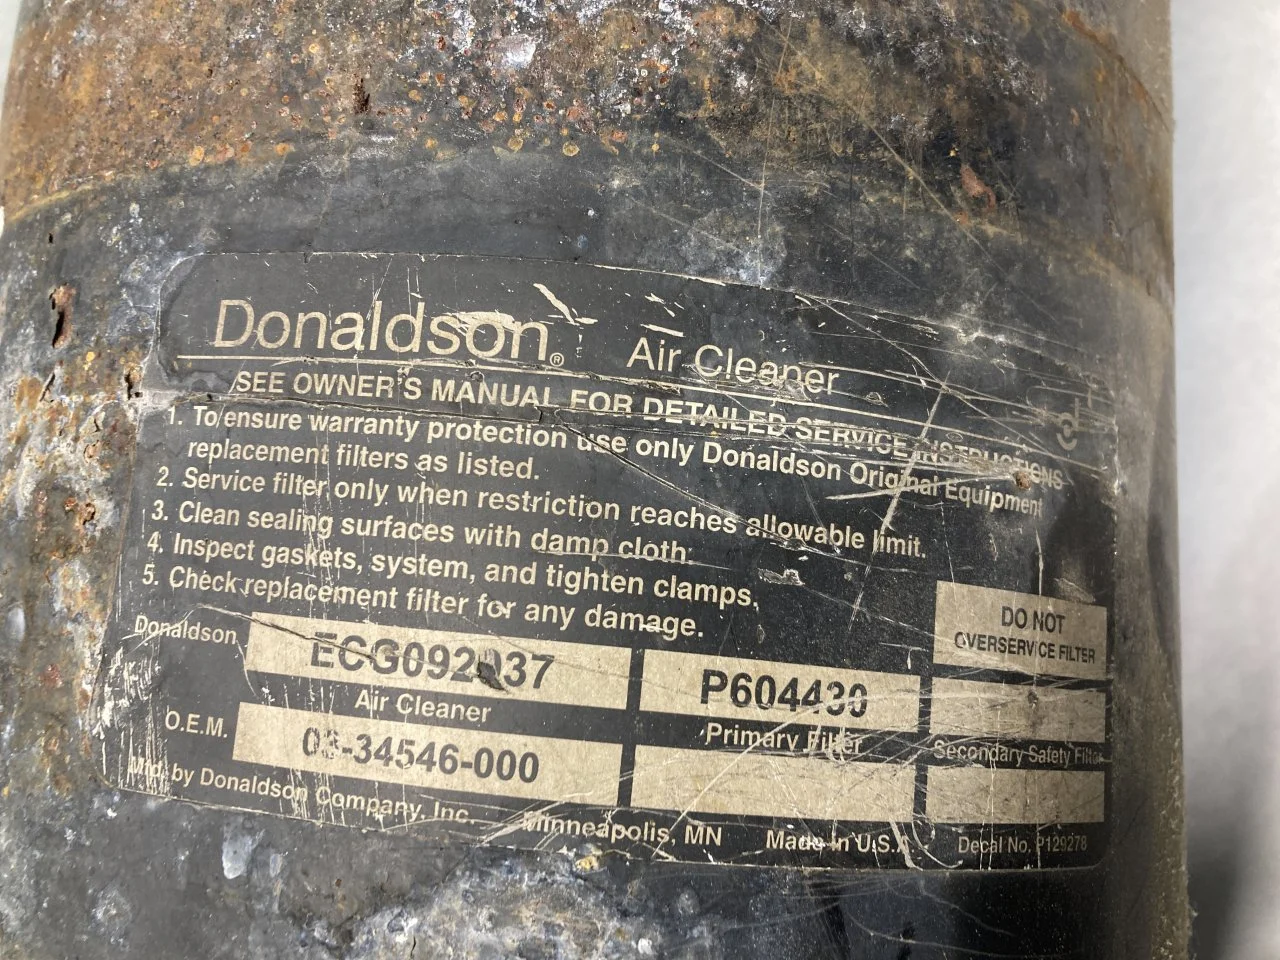 Donaldson® Air Cleaner
SEE OWNER'S MANUAL FOR DETAILED SERVICE INSTRUCTIONS
1. To ensure warranty protection use only Donaldson Original Equipment
replacement filters as listed.
2. Service filter only when restriction reaches allowable limit.
3. Clean sealing surfaces with damp cloth.
4. Inspect gaskets, system, and tighten clamps.
5. Check replacement filter for any damage.
DO NOT
OVERSERVICE FILTER
Donaldson P604430
Air Cleaner Primary Filter Secondary Safety Filter
O.E.M. 03-34546-000
Mfd. by Donaldson Company, Inc. Minneapolis, MN Made in U.S.A. Decal No. P129278